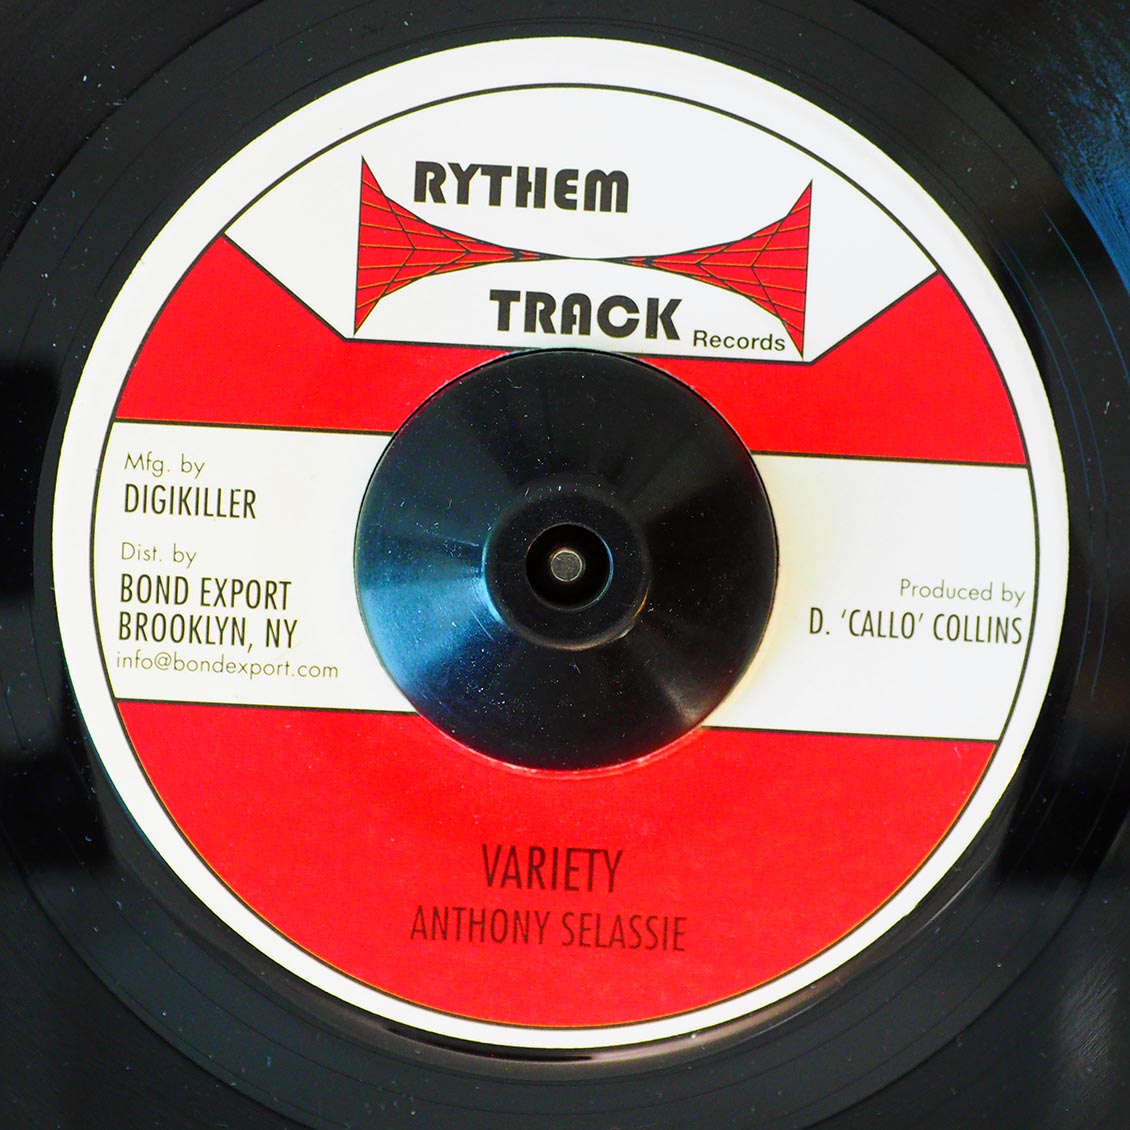 RYTHEM
TRACK
Records
Mfg. by
DIGIKILLER
Dist. by
BOND EXPORT
BROOKLYN, NY
info@bondexport.com
Produced by
D. ‘CALLO’ COLLINS
VARIETY
ANTHONY SELASSIE